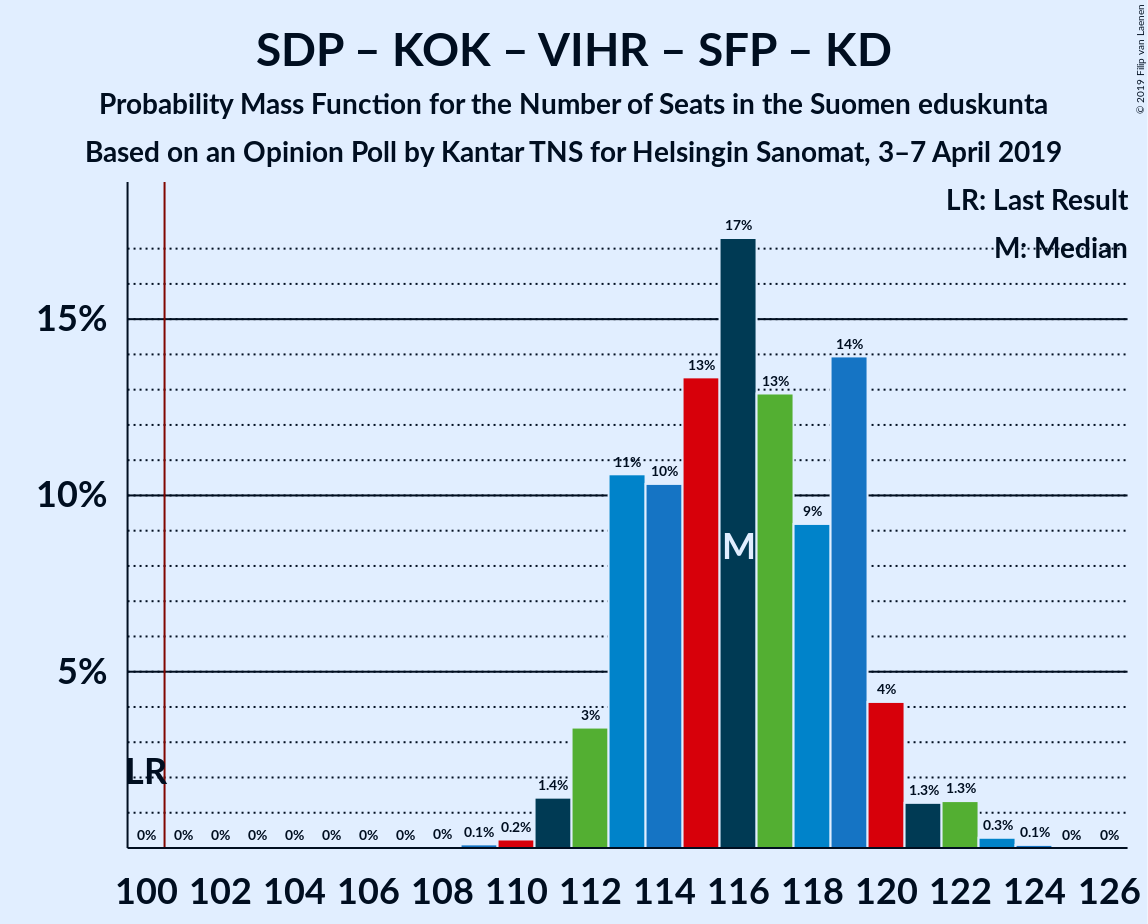 SDP – KOK – VIHR – SFP – KD
Probability Mass Function for the Number of Seats in the Suomen eduskunta
Based on an Opinion Poll by Kantar TNS for Helsingin Sanomat, 3–7 April 2019
© 2019 Filip van Laenen
LR: Last Result
M: Median
15%
10%
5%
LR
M
0% 0% 0% 0% 0% 0% 0% 0% 0% 0.1% 0.2% 1.4% 3% 11% 10% 13% 17% 13% 9% 14% 4% 1.3% 1.3% 0.3% 0.1% 0% 0%
100 102 104 106 108 110 112 114 116 118 120 122 124 126